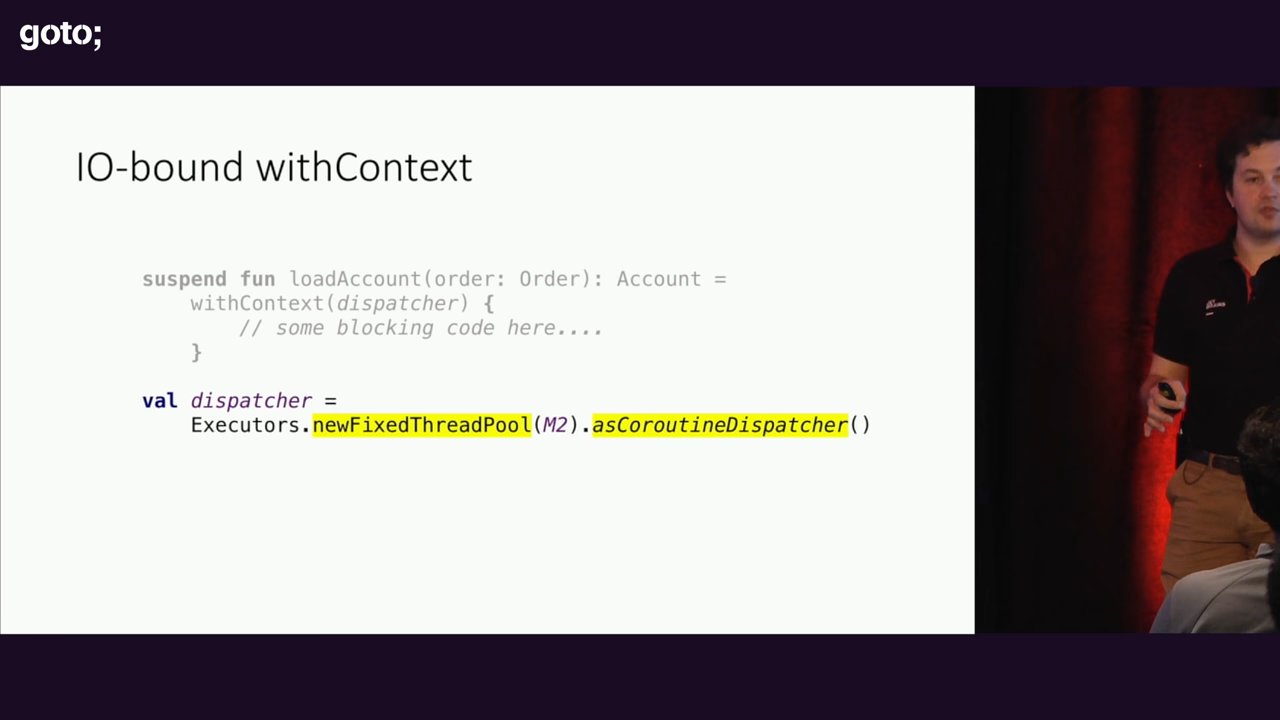 goto;
IO-bound withContext
suspend fun loadAccount(order: Order): Account =
withContext(dispatcher) {
// some blocking code here....
}
val dispatcher =
Executors.newFixedThreadPool(M2).asCoroutineDispatcher()